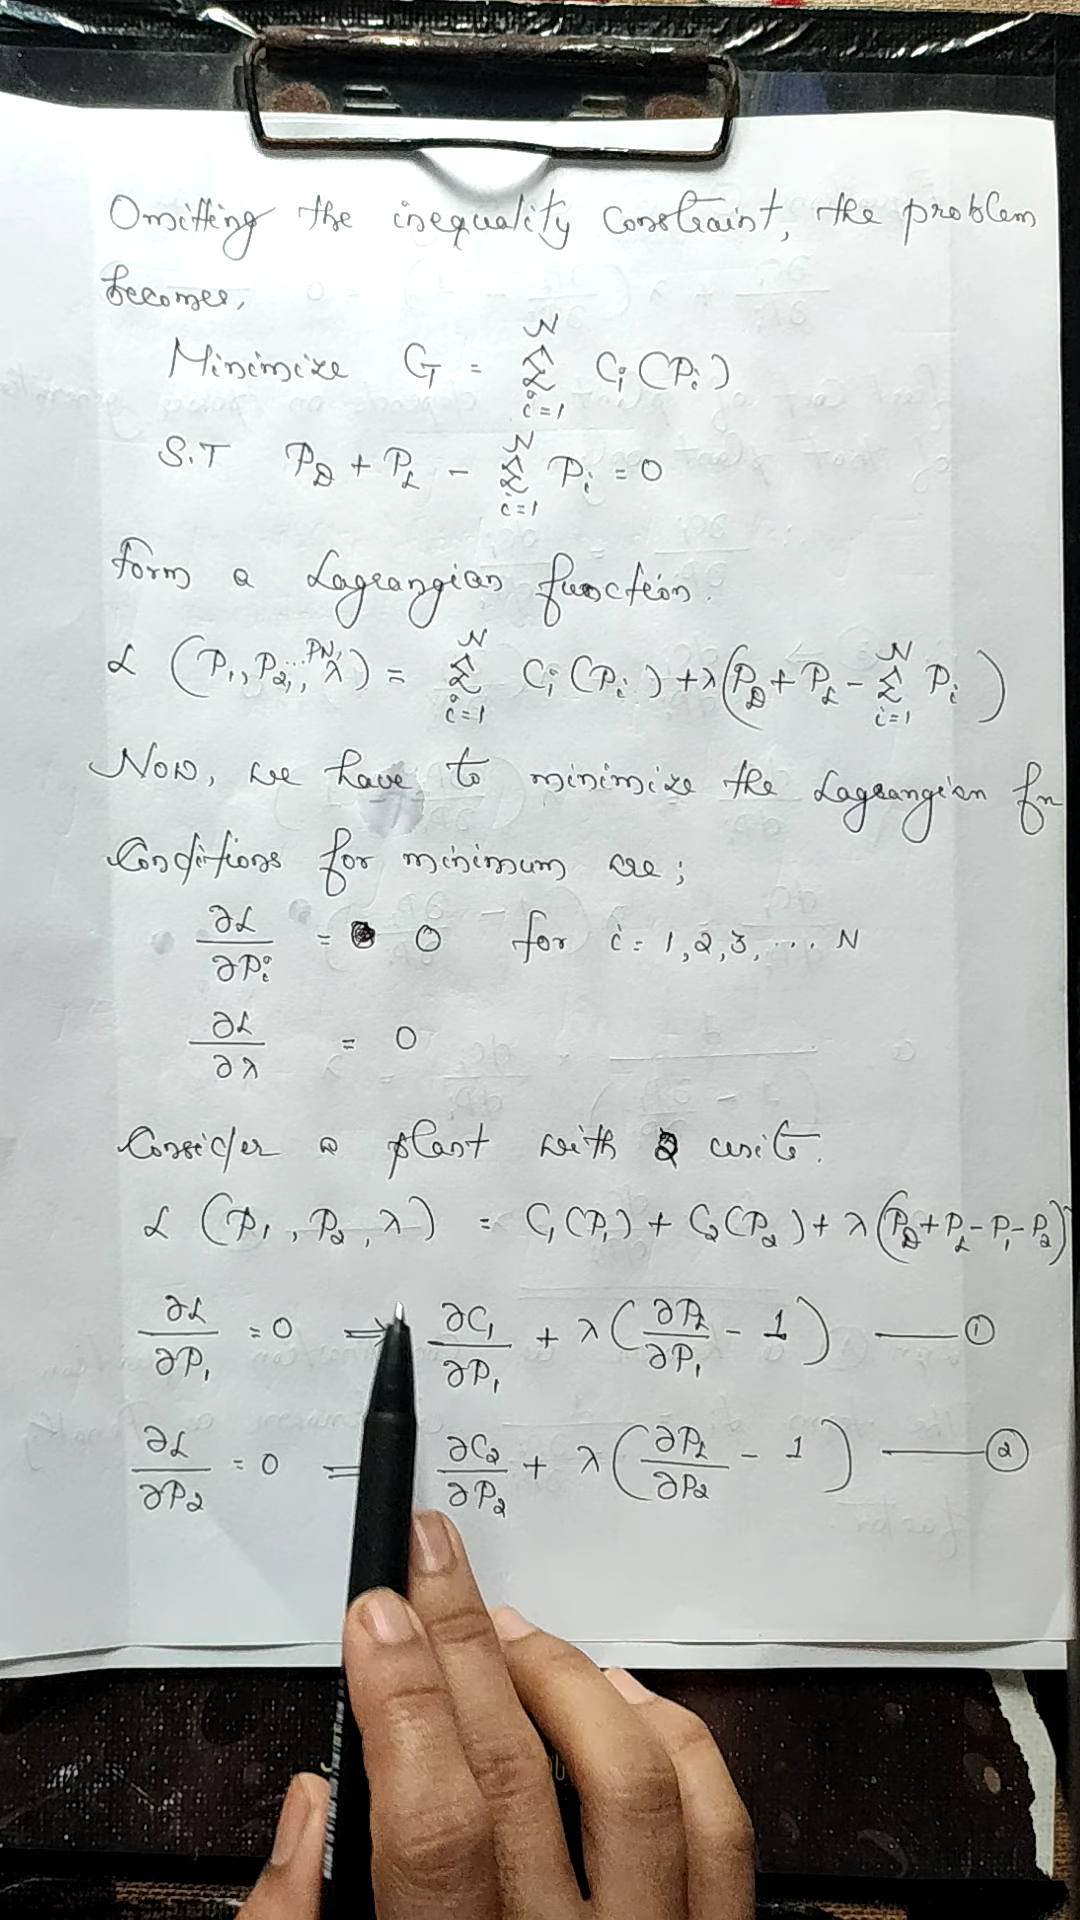 Omitting the inequality constraint, the problem
becomes,
Minimize C_T = \sum_{i=1}^{N} C_i (P_i)
S.T P_D + P_L - \sum_{i=1}^{N} P_i = 0
Form a Lagrangian function.
L (P_1, P_2, ... P_N, λ) = \sum_{i=1}^{N} C_i (P_i) + λ(P_D + P_L - \sum_{i=1}^{N} P_i)
Now, we have to minimize the Lagrangian fn
Conditions for minimum are;
∂L/∂P_i = 0 for i = 1, 2, 3, ... N
∂L/∂λ = 0
Consider a plant with 2 units.
L (P_1, P_2, λ) = C_1(P_1) + C_2(P_2) + λ(P_D + P_L - P_1 - P_2)
∂L/∂P_1 = 0 ⇒ ∂C_1/∂P_1 + λ(∂P_L/∂P_1 - 1) — ①
∂L/∂P_2 = 0 ⇒ ∂C_2/∂P_2 + λ(∂P_L/∂P_2 - 1) — ②